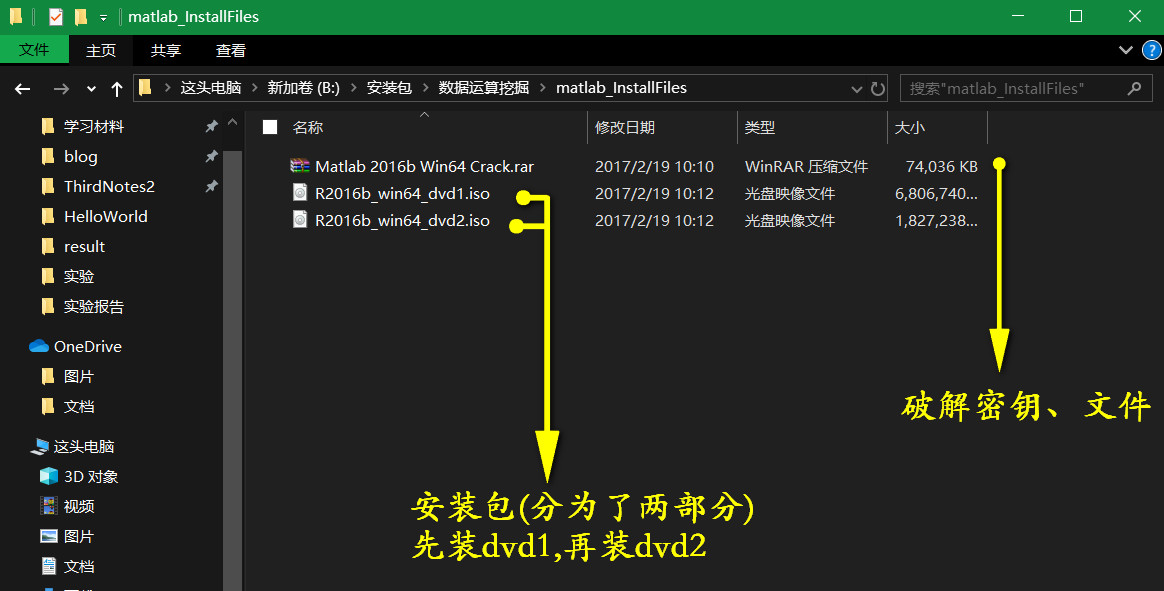 matlab_InstallFiles
文件 主页 共享 查看
这头电脑 新加卷 (B:) 安装包 数据运算挖掘 matlab_InstallFiles 搜索"matlab_InstallFiles"
学习材料
blog
ThirdNotes2
HelloWorld
result
实验
实验报告
OneDrive
图片
文档
这头电脑
3D 对象
视频
图片
文档
名称 修改日期 类型 大小
Matlab 2016b Win64 Crack.rar 2017/2/19 10:10 WinRAR 压缩文件 74,036 KB
R2016b_win64_dvd1.iso 2017/2/19 10:12 光盘映像文件 6,806,740...
R2016b_win64_dvd2.iso 2017/2/19 10:12 光盘映像文件 1,827,238...
破解密钥、文件
安装包(分为了两部分)
先装dvd1,再装dvd2